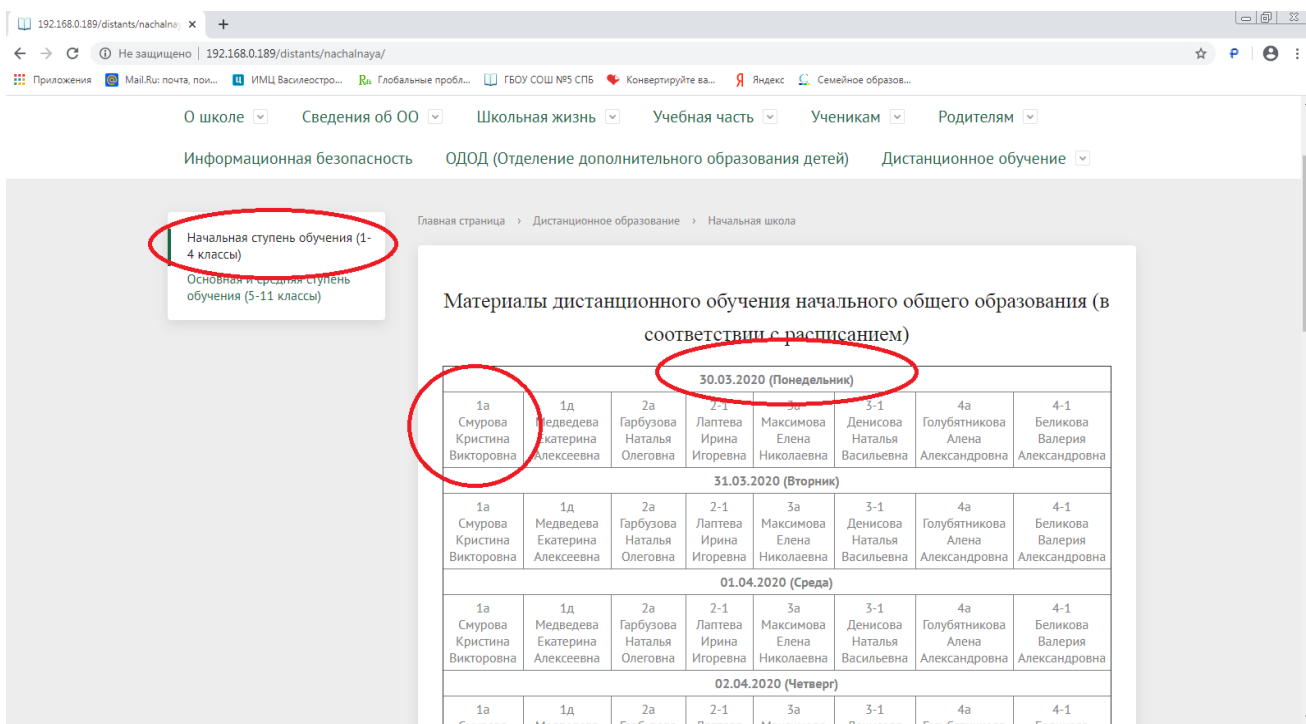 192.168.0.189/distants/nachalna
Не защищено | 192.168.0.189/distants/nachalnaya/
Приложения Mail.Ru: почта, пои... ИМЦ Василеостро... Глобальные пробл... ГБОУ СОШ №5 СПБ Конвертируйте ва... Яндекс Семейное образов...
О школе Сведения об ОО Школьная жизнь Учебная часть Ученикам Родителям
Информационная безопасность ОДОД (Отделение дополнительного образования детей) Дистанционное обучение
Главная страница › Дистанционное образование › Начальная школа
Начальная ступень обучения (1-
4 классы)
Основная и средняя ступень
обучения (5-11 классы)
Материалы дистанционного обучения начального общего образования (в
соответствии с расписанием)
30.03.2020 (Понедельник)
1а 1д 2а 2-1 3а 3-1 4а 4-1
Смурова Медведева Гарбузова Лаптева Максимова Денисова Голубятникова Беликова
Кристина Екатерина Наталья Ирина Елена Наталья Алена Валерия
Викторовна Алексеевна Олеговна Игоревна Николаевна Васильевна Александровна Александровна
31.03.2020 (Вторник)
1а 1д 2а 2-1 3а 3-1 4а 4-1
Смурова Медведева Гарбузова Лаптева Максимова Денисова Голубятникова Беликова
Кристина Екатерина Наталья Ирина Елена Наталья Алена Валерия
Викторовна Алексеевна Олеговна Игоревна Николаевна Васильевна Александровна Александровна
01.04.2020 (Среда)
1а 1д 2а 2-1 3а 3-1 4а 4-1
Смурова Медведева Гарбузова Лаптева Максимова Денисова Голубятникова Беликова
Кристина Екатерина Наталья Ирина Елена Наталья Алена Валерия
Викторовна Алексеевна Олеговна Игоревна Николаевна Васильевна Александровна Александровна
02.04.2020 (Четверг)
1а 1д 2а 2-1 3а 3-1 4а 4-1